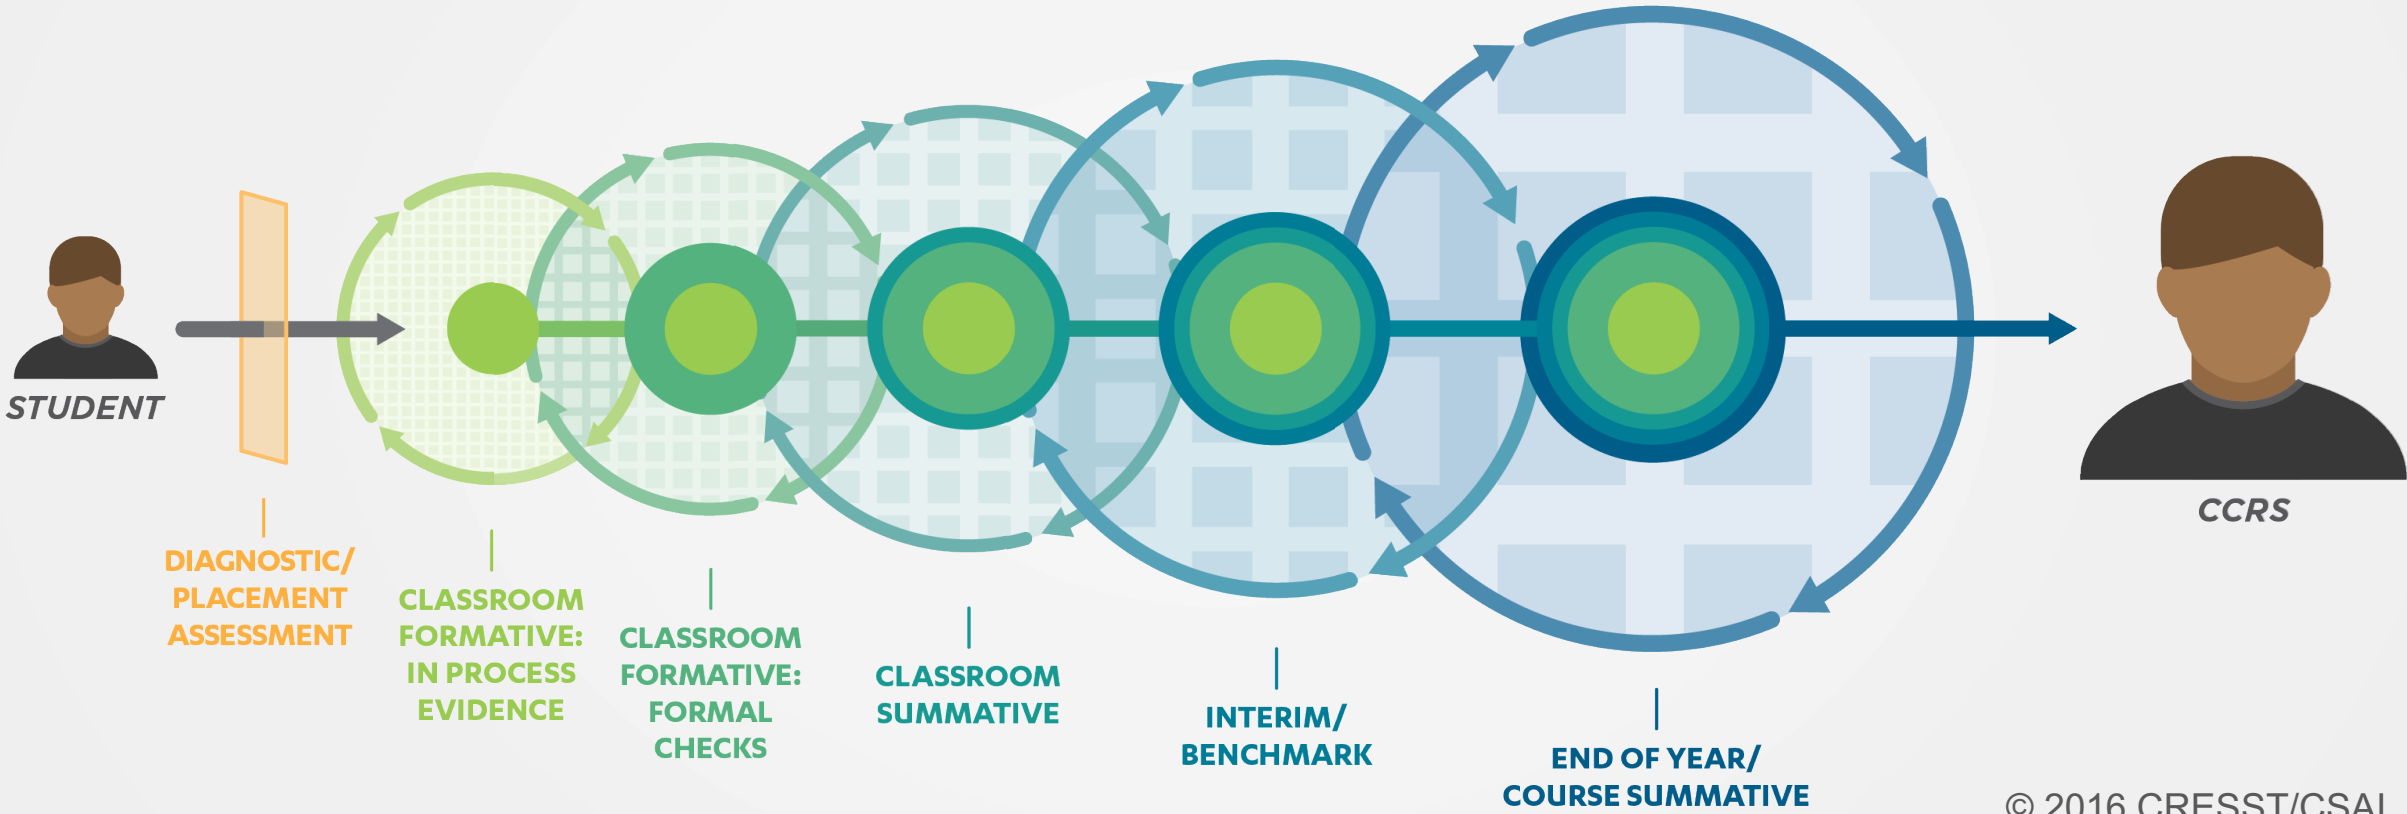 STUDENT
DIAGNOSTIC/
PLACEMENT
ASSESSMENT
CLASSROOM
FORMATIVE:
IN PROCESS
EVIDENCE
CLASSROOM
FORMATIVE:
FORMAL
CHECKS
CLASSROOM
SUMMATIVE
INTERIM/
BENCHMARK
END OF YEAR/
COURSE SUMMATIVE
CCRS
© 2016 CRESST/CSAI